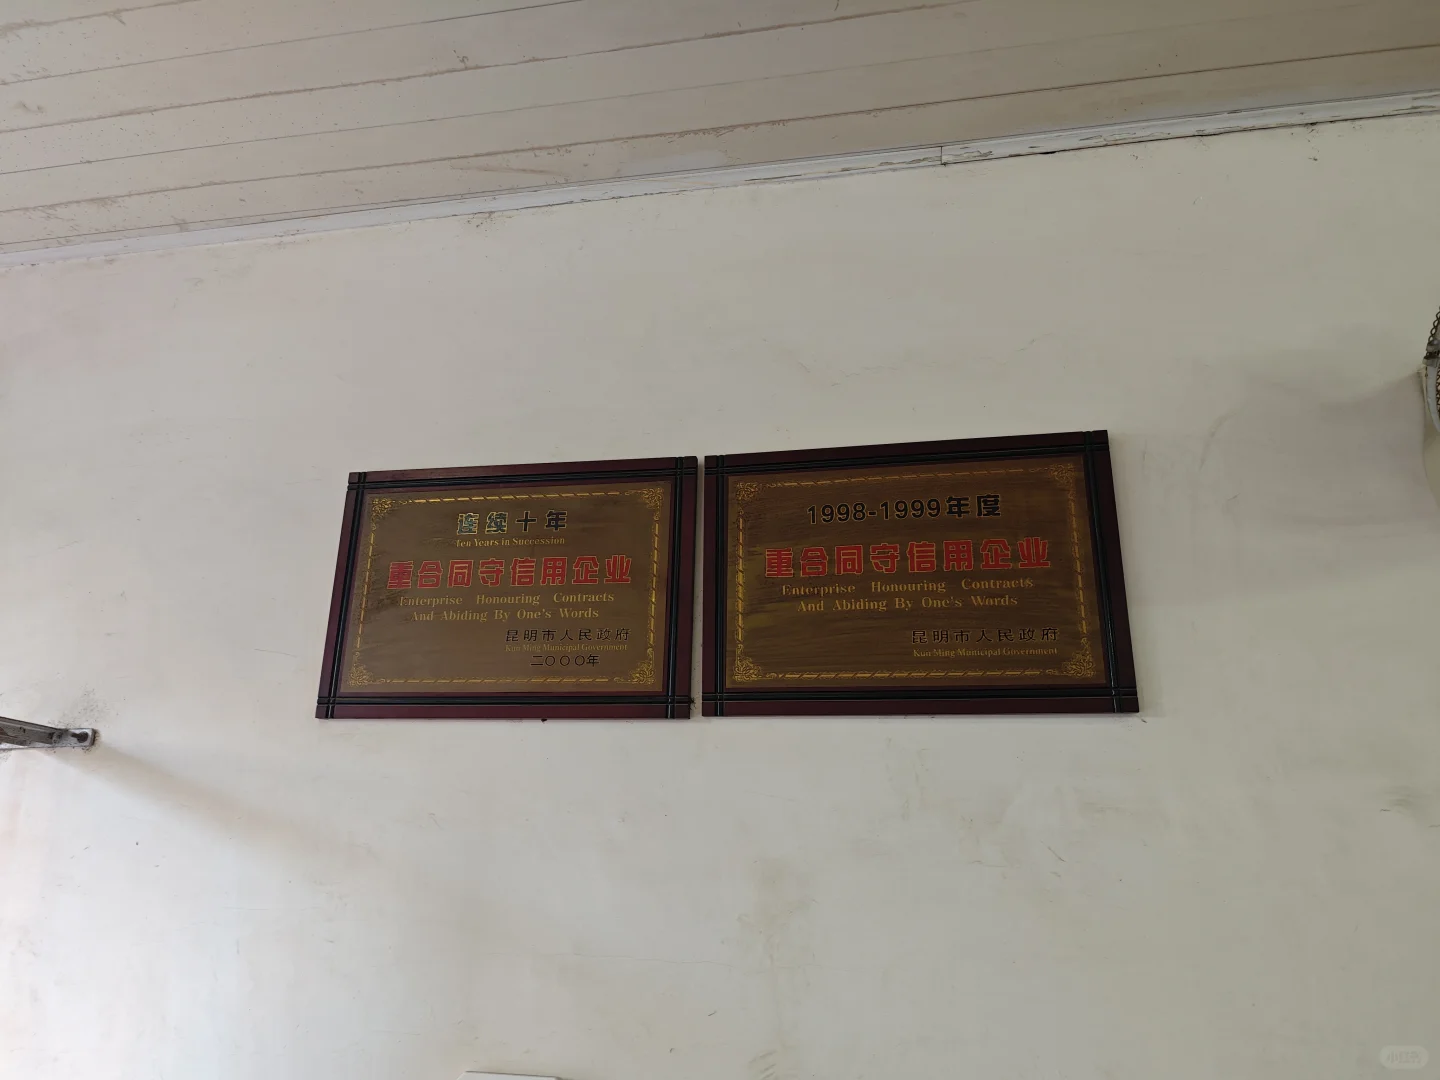 连续十年
Ten Years in Succession
重合同守信用企业
Enterprise Honouring Contracts
And Abiding By One's Words
昆明市人民政府
Kun Ming Municipal Government
二〇〇〇年
1998-1999年度
重合同守信用企业
Enterprise Honouring Contracts
And Abiding By One's Words
昆明市人民政府
Kun Ming Municipal Government
小红书